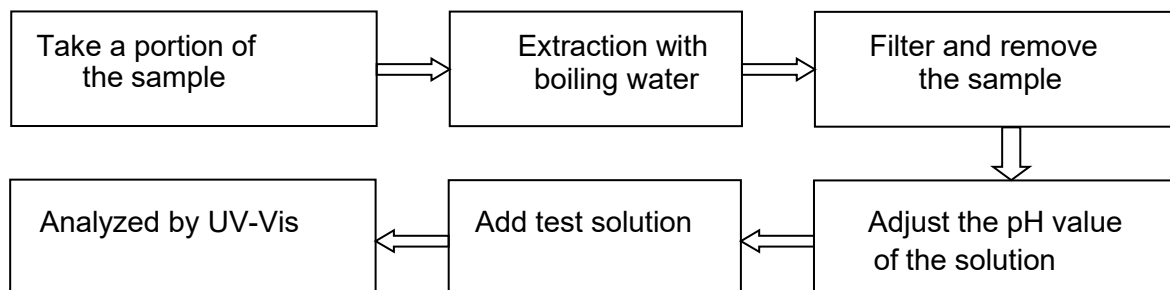 Take a portion of
the sample
Extraction with
boiling water
Filter and remove
the sample
Analyzed by UV-Vis
Add test solution
Adjust the pH value
of the solution